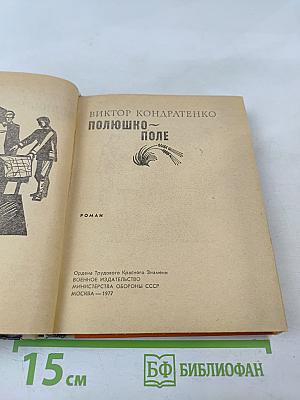 ВИКТОР КОНДРАТЕНКО
ПОЛЮШКО~
ПОЛЕ
РОМАН
Ордена Трудового Красного Знамени
ВОЕННОЕ ИЗДАТЕЛЬСТВО
МИНИСТЕРСТВА ОБОРОНЫ СССР
МОСКВА — 1977
15 см
БФ БИБЛИОФАН